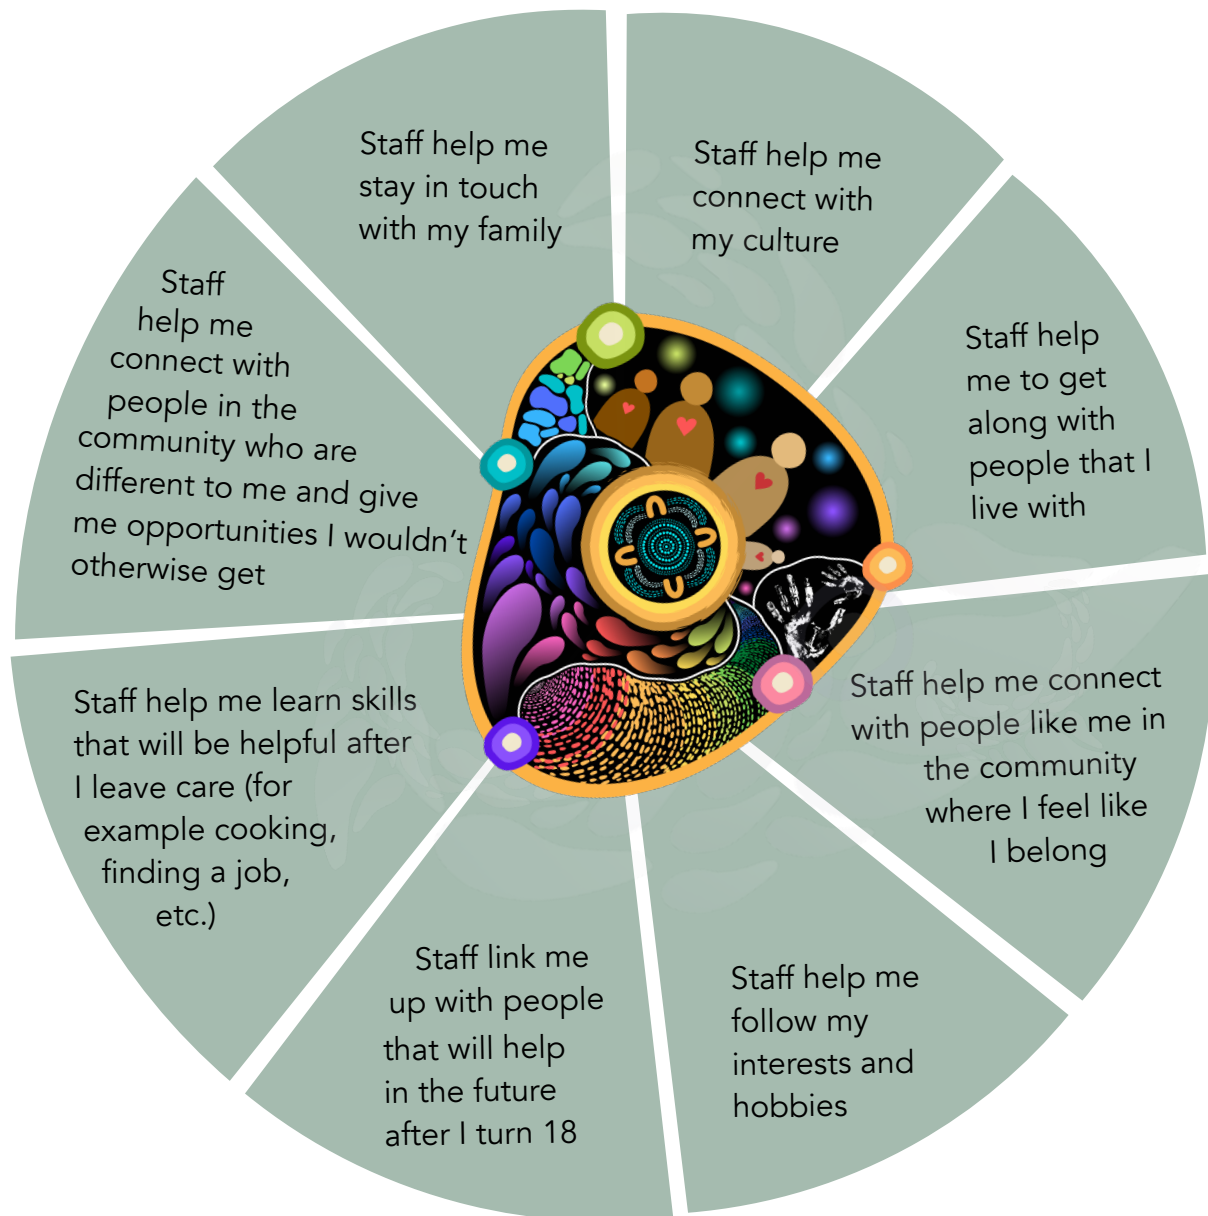 Staff help me
stay in touch
with my family
Staff help me
connect with
my culture
Staff help
me to get
along with
people that I
live with
Staff help me connect
with people like me in
the community
where I feel like
I belong
Staff help me
follow my
interests and
hobbies
Staff link me
up with people
that will help
in the future
after I turn 18
Staff help me learn skills
that will be helpful after
I leave care (for
example cooking,
finding a job,
etc.)
Staff
help me
connect with
people in the
community who are
different to me and give
me opportunities I wouldn't
otherwise get